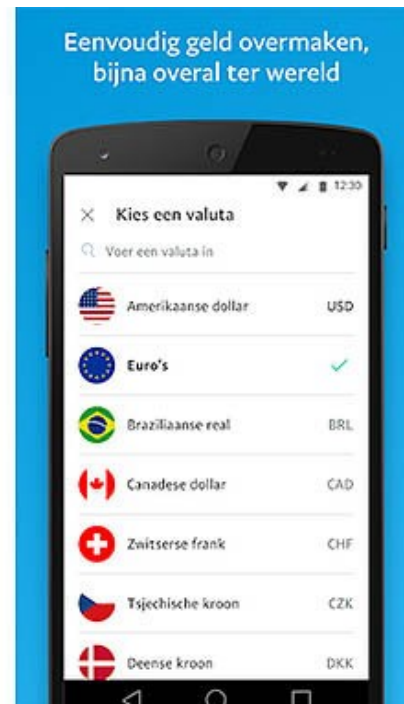 Eenvoudig geld overmaken,
bijna overal ter wereld
12:30
Kies een valuta
Voer een valuta in
Amerikaanse dollar USD
Euro's
Braziliaanse real BRL
Canadese dollar CAD
Zwitserse frank CHF
Tsjechische kroon CZK
Deense kroon DKK